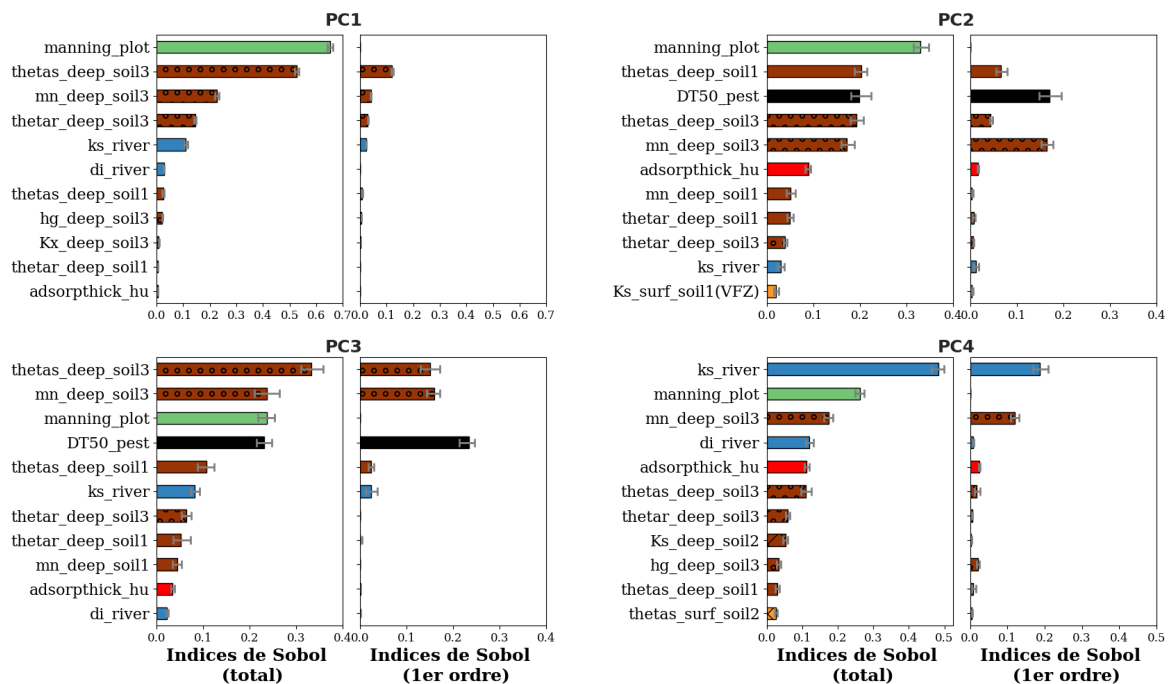 PC1
manning_plot
thetas_deep_soil3
mn_deep_soil3
thetar_deep_soil3
ks_river
di_river
thetas_deep_soil1
hg_deep_soil3
Kx_deep_soil3
thetar_deep_soil1
adsorpthick_hu
0.0 0.1 0.2 0.3 0.4 0.5 0.6 0.7
0.0 0.1 0.2 0.3 0.4 0.5 0.6 0.7
PC2
manning_plot
thetas_deep_soil1
DT50_pest
thetas_deep_soil3
mn_deep_soil3
adsorpthick_hu
mn_deep_soil1
thetar_deep_soil1
thetar_deep_soil3
ks_river
Ks_surf_soil1(VFZ)
0.0 0.1 0.2 0.3 0.4
0.0 0.1 0.2 0.3 0.4
PC3
thetas_deep_soil3
mn_deep_soil3
manning_plot
DT50_pest
thetas_deep_soil1
ks_river
thetar_deep_soil3
thetar_deep_soil1
mn_deep_soil1
adsorpthick_hu
di_river
0.0 0.1 0.2 0.3 0.4
0.0 0.1 0.2 0.3 0.4
Indices de Sobol
(total)
Indices de Sobol
(1er ordre)
PC4
ks_river
manning_plot
mn_deep_soil3
di_river
adsorpthick_hu
thetas_deep_soil3
thetar_deep_soil3
Ks_deep_soil2
hg_deep_soil3
thetas_deep_soil1
thetas_surf_soil2
0.0 0.1 0.2 0.3 0.4 0.5
0.0 0.1 0.2 0.3 0.4 0.5
Indices de Sobol
(total)
Indices de Sobol
(1er ordre)